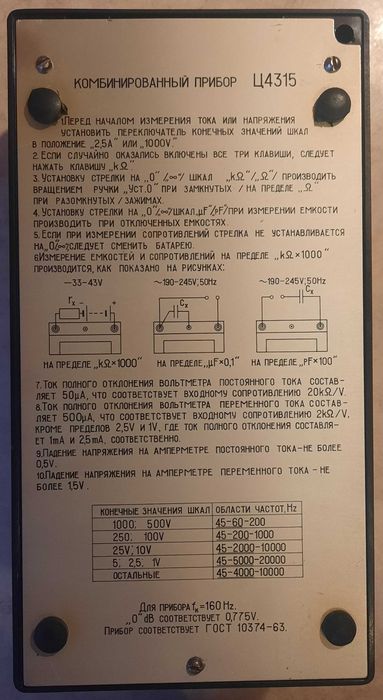 КОМБИНИРОВАННЫЙ ПРИБОР Ц4315
1.ПЕРЕД НАЧАЛОМ ИЗМЕРЕНИЯ ТОКА ИЛИ НАПРЯЖЕНИЯ
УСТАНОВИТЬ ПЕРЕКЛЮЧАТЕЛЬ КОНЕЧНЫХ ЗНАЧЕНИЙ ШКАЛ
В ПОЛОЖЕНИЕ „2,5А" ИЛИ „1000V."
2. ЕСЛИ СЛУЧАЙНО ОКАЗАЛИСЬ ВКЛЮЧЕНЫ ВСЕ ТРИ КЛАВИШИ, СЛЕДУЕТ
НАЖАТЬ КЛАВИШУ „kΩ"
3. УСТАНОВКУ СТРЕЛКИ НА „0" /„∞"/ ШКАЛ „kΩ"/„Ω"/ ПРОИЗВОДИТЬ
ВРАЩЕНИЕМ РУЧКИ „Уст.0" ПРИ ЗАМКНУТЫХ / НА ПРЕДЕЛЕ „Ω"
ПРИ РАЗОМКНУТЫХ / ЗАЖИМАХ.
4. УСТАНОВКУ СТРЕЛКИ НА „0"/„∞"/ШКАЛ„µF"/„pF"/ПРИ ИЗМЕРЕНИИ ЕМКОСТИ
ПРОИЗВОДИТЬ ПРИ ОТКЛЮЧЕННЫХ ЕМКОСТЯХ.
5. ЕСЛИ ПРИ ИЗМЕРЕНИИ СОПРОТИВЛЕНИЯ СТРЕЛКА НЕ УСТАНАВЛИВАЕТСЯ
НА„0"/„∞"/СЛЕДУЕТ СМЕНИТЬ БАТАРЕЮ.
6.ИЗМЕРЕНИЕ ЕМКОСТЕЙ И СОПРОТИВЛЕНИЙ НА ПРЕДЕЛЕ „kΩ×1000"
ПРОИЗВОДИТСЯ, КАК ПОКАЗАНО НА РИСУНКАХ:
—33-43V ~190-245V; 50Hz ~190-245V; 50Hz
rx - + Cx Cx
НА ПРЕДЕЛЕ „kΩ×1000" НА ПРЕДЕЛЕ„µF×0,1" НА ПРЕДЕЛЕ „pF×100"
7. ТОК ПОЛНОГО ОТКЛОНЕНИЯ ВОЛЬТМЕТРА ПОСТОЯННОГО ТОКА СОСТАВ-
ЛЯЕТ 50µА, ЧТО СООТВЕТСТВУЕТ ВХОДНОМУ СОПРОТИВЛЕНИЮ 20kΩ/V.
8. ТОК ПОЛНОГО ОТКЛОНЕНИЯ ВОЛЬТМЕТРА ПЕРЕМЕННОГО ТОКА СОСТАВ-
ЛЯЕТ 500µА, ЧТО СООТВЕТСТВУЕТ ВХОДНОМУ СОПРОТИВЛЕНИЮ 2kΩ/V,
КРОМЕ ПРЕДЕЛОВ 2,5V И 1V, ГДЕ ТОК ПОЛНОГО ОТКЛОНЕНИЯ СОСТАВЛЯ-
ЕТ 1mA И 2,5mA, СООТВЕТСТВЕННО.
9.ПАДЕНИЕ НАПРЯЖЕНИЯ НА АМПЕРМЕТРЕ ПОСТОЯННОГО ТОКА-НЕ БОЛЕЕ
0,5V.
10.ПАДЕНИЕ НАПРЯЖЕНИЯ НА АМПЕРМЕТРЕ ПЕРЕМЕННОГО ТОКА - НЕ
БОЛЕЕ 1,5V.
КОНЕЧНЫЕ ЗНАЧЕНИЯ ШКАЛ ОБЛАСТИ ЧАСТОТ, Hz
1000; 500V 45-60-200
250; 100V 45-200-1000
25V; 10V 45-2000-10000
5; 2,5; 1V 45-5000-20000
ОСТАЛЬНЫЕ 45-4000-10000
ДЛЯ ПРИБОРА fx=160Hz.
„0" dB СООТВЕТСТВУЕТ 0,775V.
ПРИБОР СООТВЕТСТВУЕТ ГОСТ 10374-63.